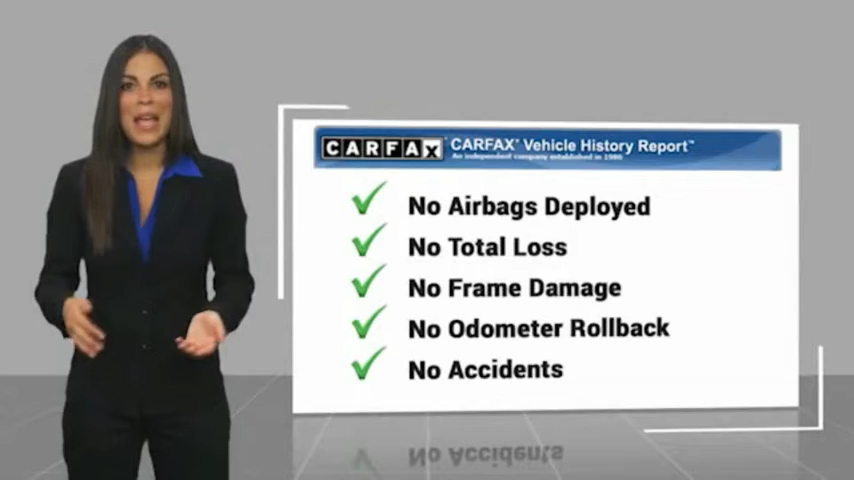 CARFAX CARFAX® Vehicle History Report™
An independent company established in 1986
No Airbags Deployed
No Total Loss
No Frame Damage
No Odometer Rollback
No Accidents
No Accidents